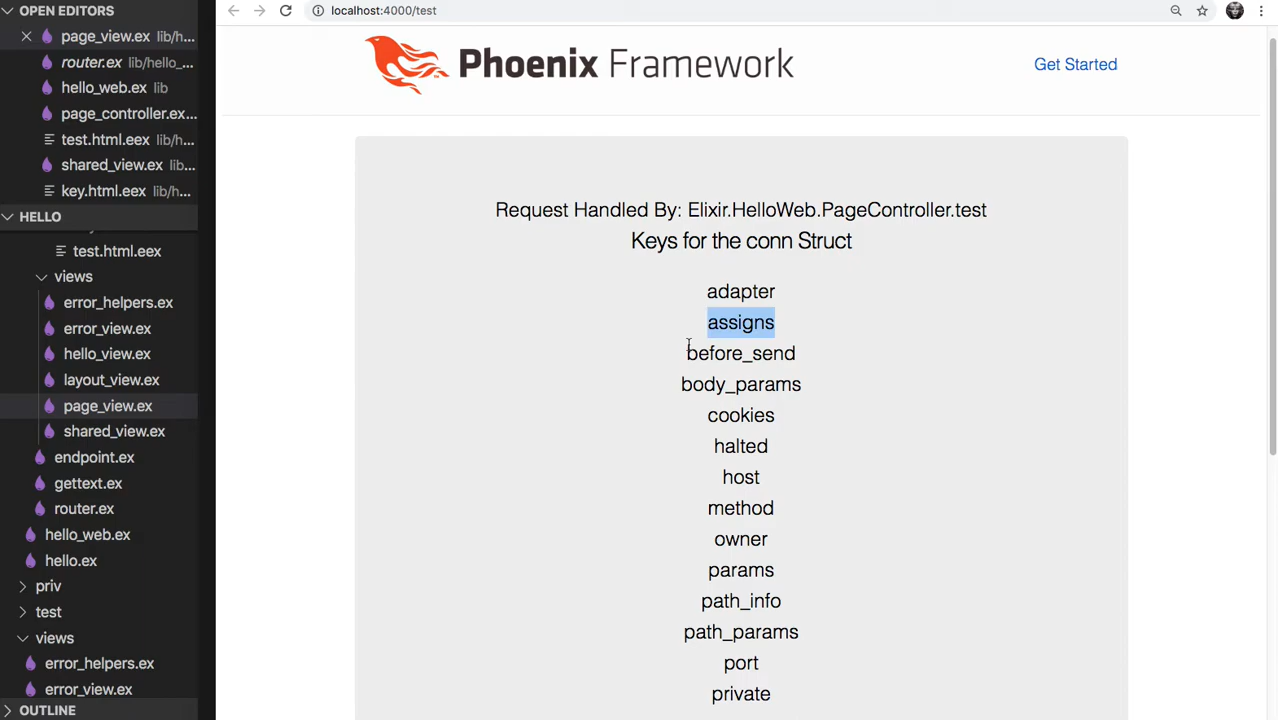 OPEN EDITORS
page_view.ex lib/h...
router.ex lib/hello_...
hello_web.ex lib
page_controller.ex...
test.html.eex lib/h...
shared_view.ex lib...
key.html.eex lib/h...
HELLO
test.html.eex
views
error_helpers.ex
error_view.ex
hello_view.ex
layout_view.ex
page_view.ex
shared_view.ex
endpoint.ex
gettext.ex
router.ex
hello_web.ex
hello.ex
priv
test
views
error_helpers.ex
error_view.ex
OUTLINE
localhost:4000/test
Phoenix Framework
Get Started
Request Handled By: Elixir.HelloWeb.PageController.test
Keys for the conn Struct
adapter
assigns
before_send
body_params
cookies
halted
host
method
owner
params
path_info
path_params
port
private